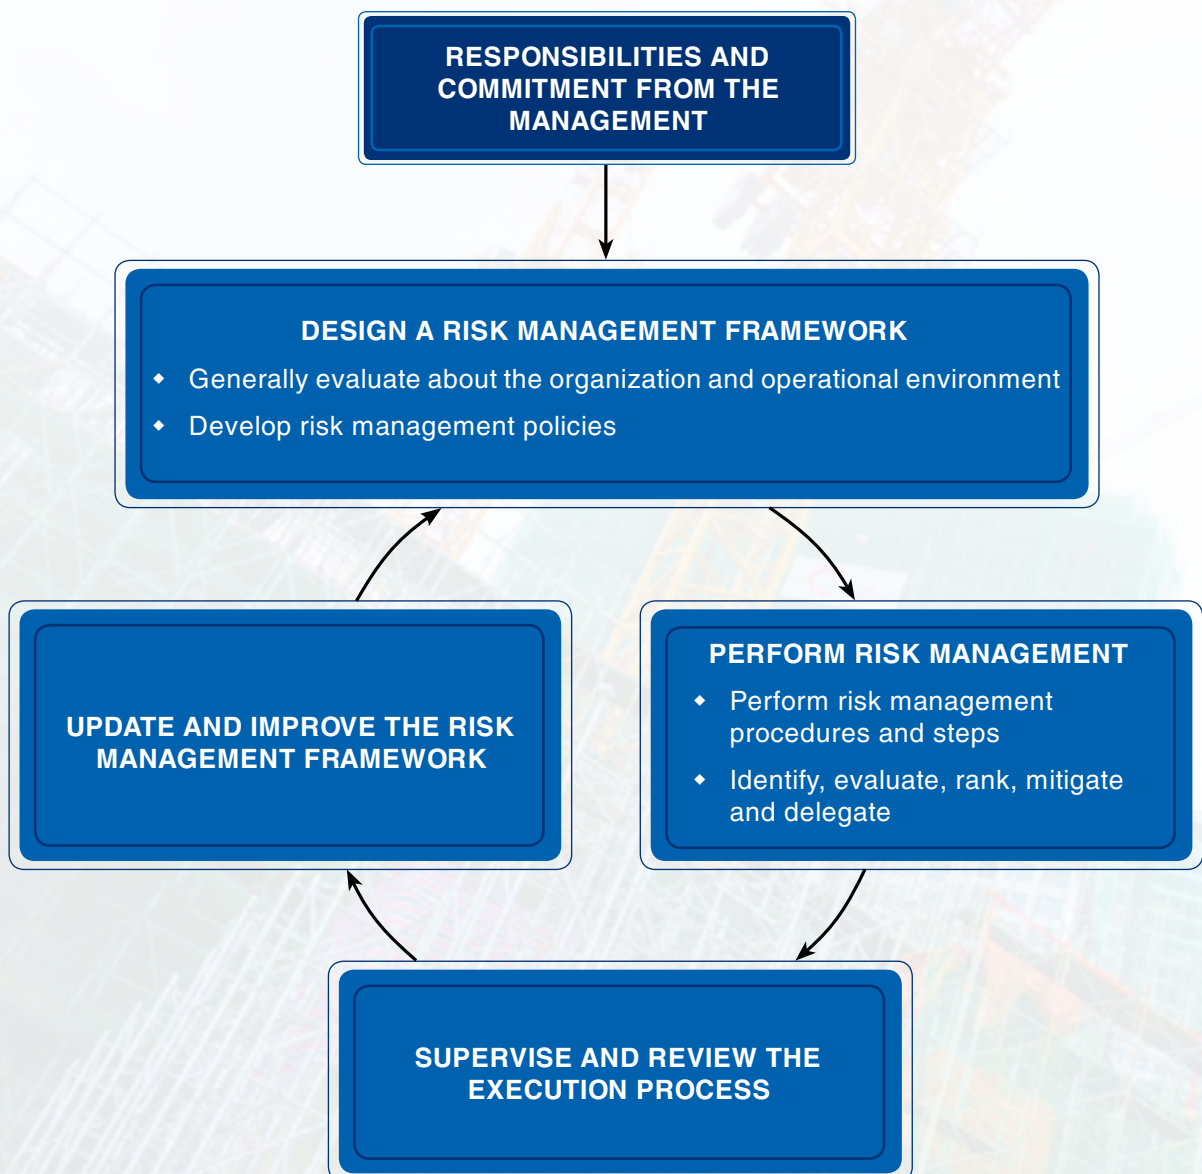 RESPONSIBILITIES AND
COMMITMENT FROM THE
MANAGEMENT
DESIGN A RISK MANAGEMENT FRAMEWORK
◆ Generally evaluate about the organization and operational environment
◆ Develop risk management policies
UPDATE AND IMPROVE THE RISK
MANAGEMENT FRAMEWORK
PERFORM RISK MANAGEMENT
◆ Perform risk management
procedures and steps
◆ Identify, evaluate, rank, mitigate
and delegate
SUPERVISE AND REVIEW THE
EXECUTION PROCESS